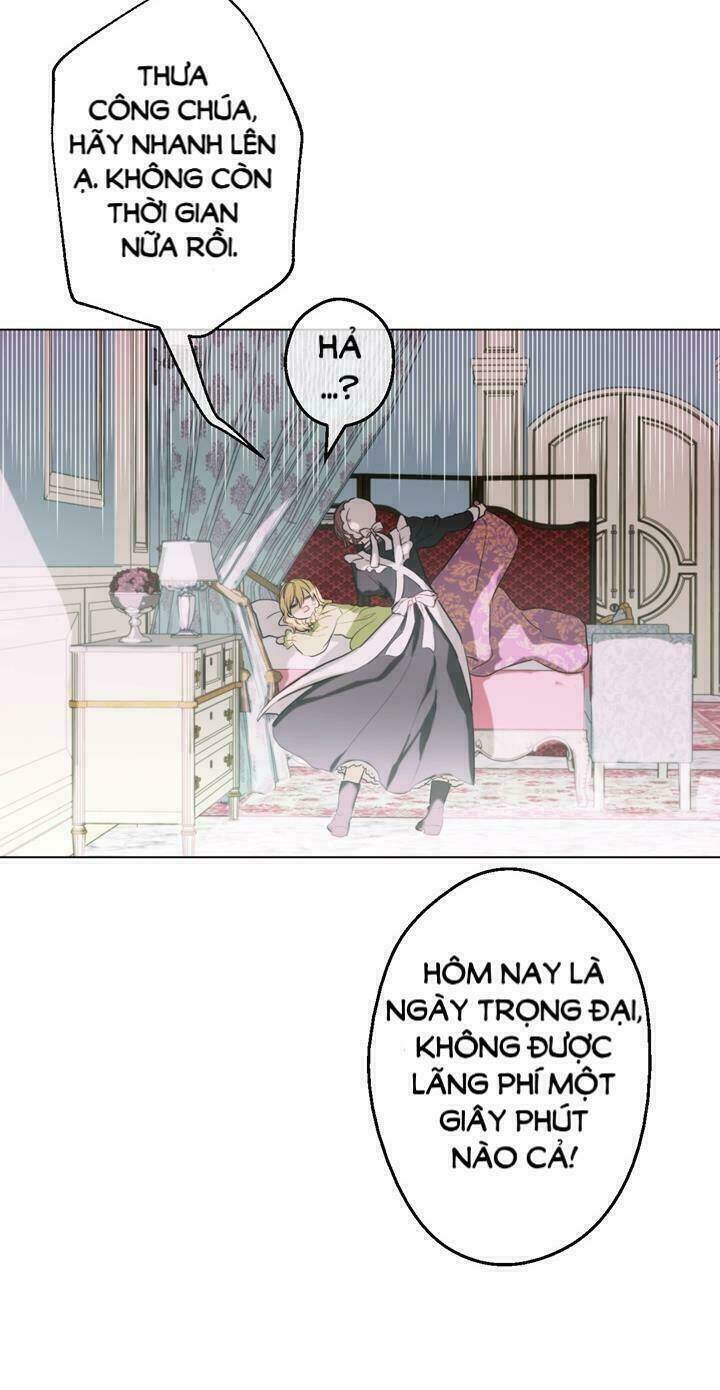 THƯA
CÔNG CHÚA,
HÃY NHANH LÊN
Ạ. KHÔNG CÒN
THỜI GIAN
NỮA RỒI.
HẢ
...?
HÔM NAY LÀ
NGÀY TRỌNG ĐẠI,
KHÔNG ĐƯỢC
LÃNG PHÍ MỘT
GIÂY PHÚT
NÀO CẢ!